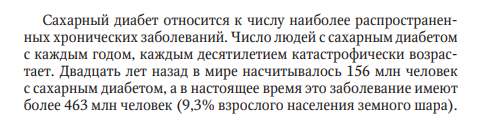 Сахарный диабет относится к числу наиболее распространен-
ных хронических заболеваний. Число людей с сахарным диабетом
с каждым годом, каждым десятилетием катастрофически возрас-
тает. Двадцать лет назад в мире насчитывалось 156 млн человек
с сахарным диабетом, а в настоящее время это заболевание имеют
более 463 млн человек (9,3% взрослого населения земного шара).